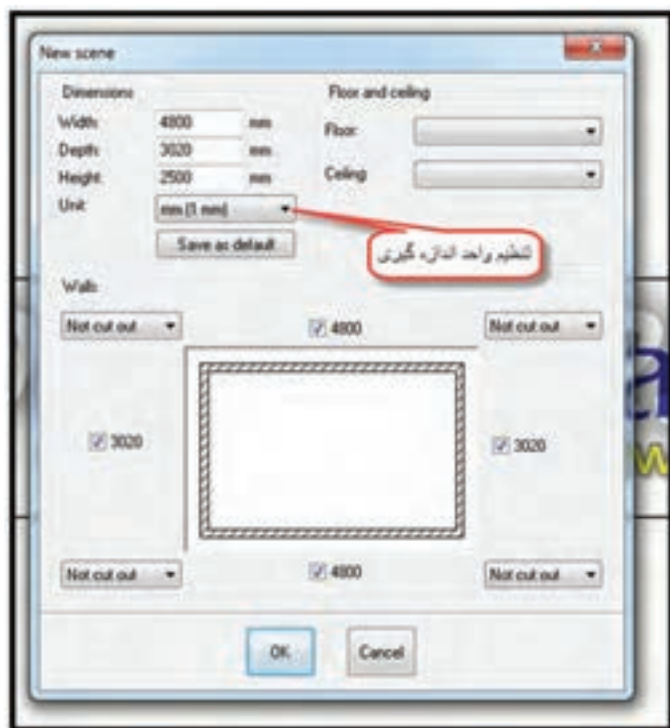 New scene
Dimensions
Width: 4800 mm
Depth: 3020 mm
Height: 2500 mm
Unit: mm (1 mm)
Save as default
Floor and ceiling
Floor:
Ceiling:
تنظیم واحد اندازه گیری
Walls
Not cut out
4800
Not cut out
3020
3020
Not cut out
4800
Not cut out
OK
Cancel
a
w